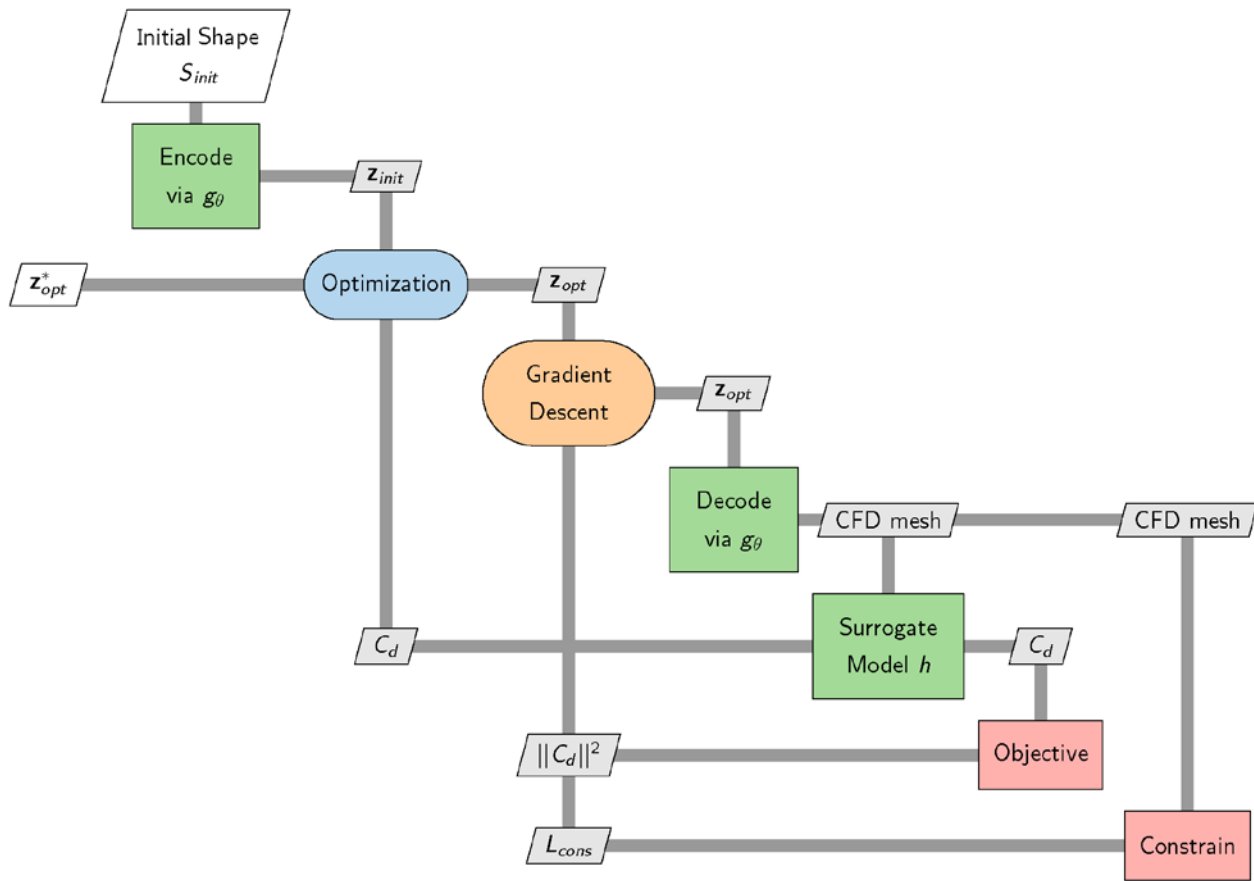 Initial Shape
S_init
Encode
via g_θ
z_init
z*_opt
Optimization
z_opt
Gradient
Descent
z_opt
Decode
via g_θ
CFD mesh
CFD mesh
C_d
Surrogate
Model h
C_d
||C_d||²
Objective
L_cons
Constrain